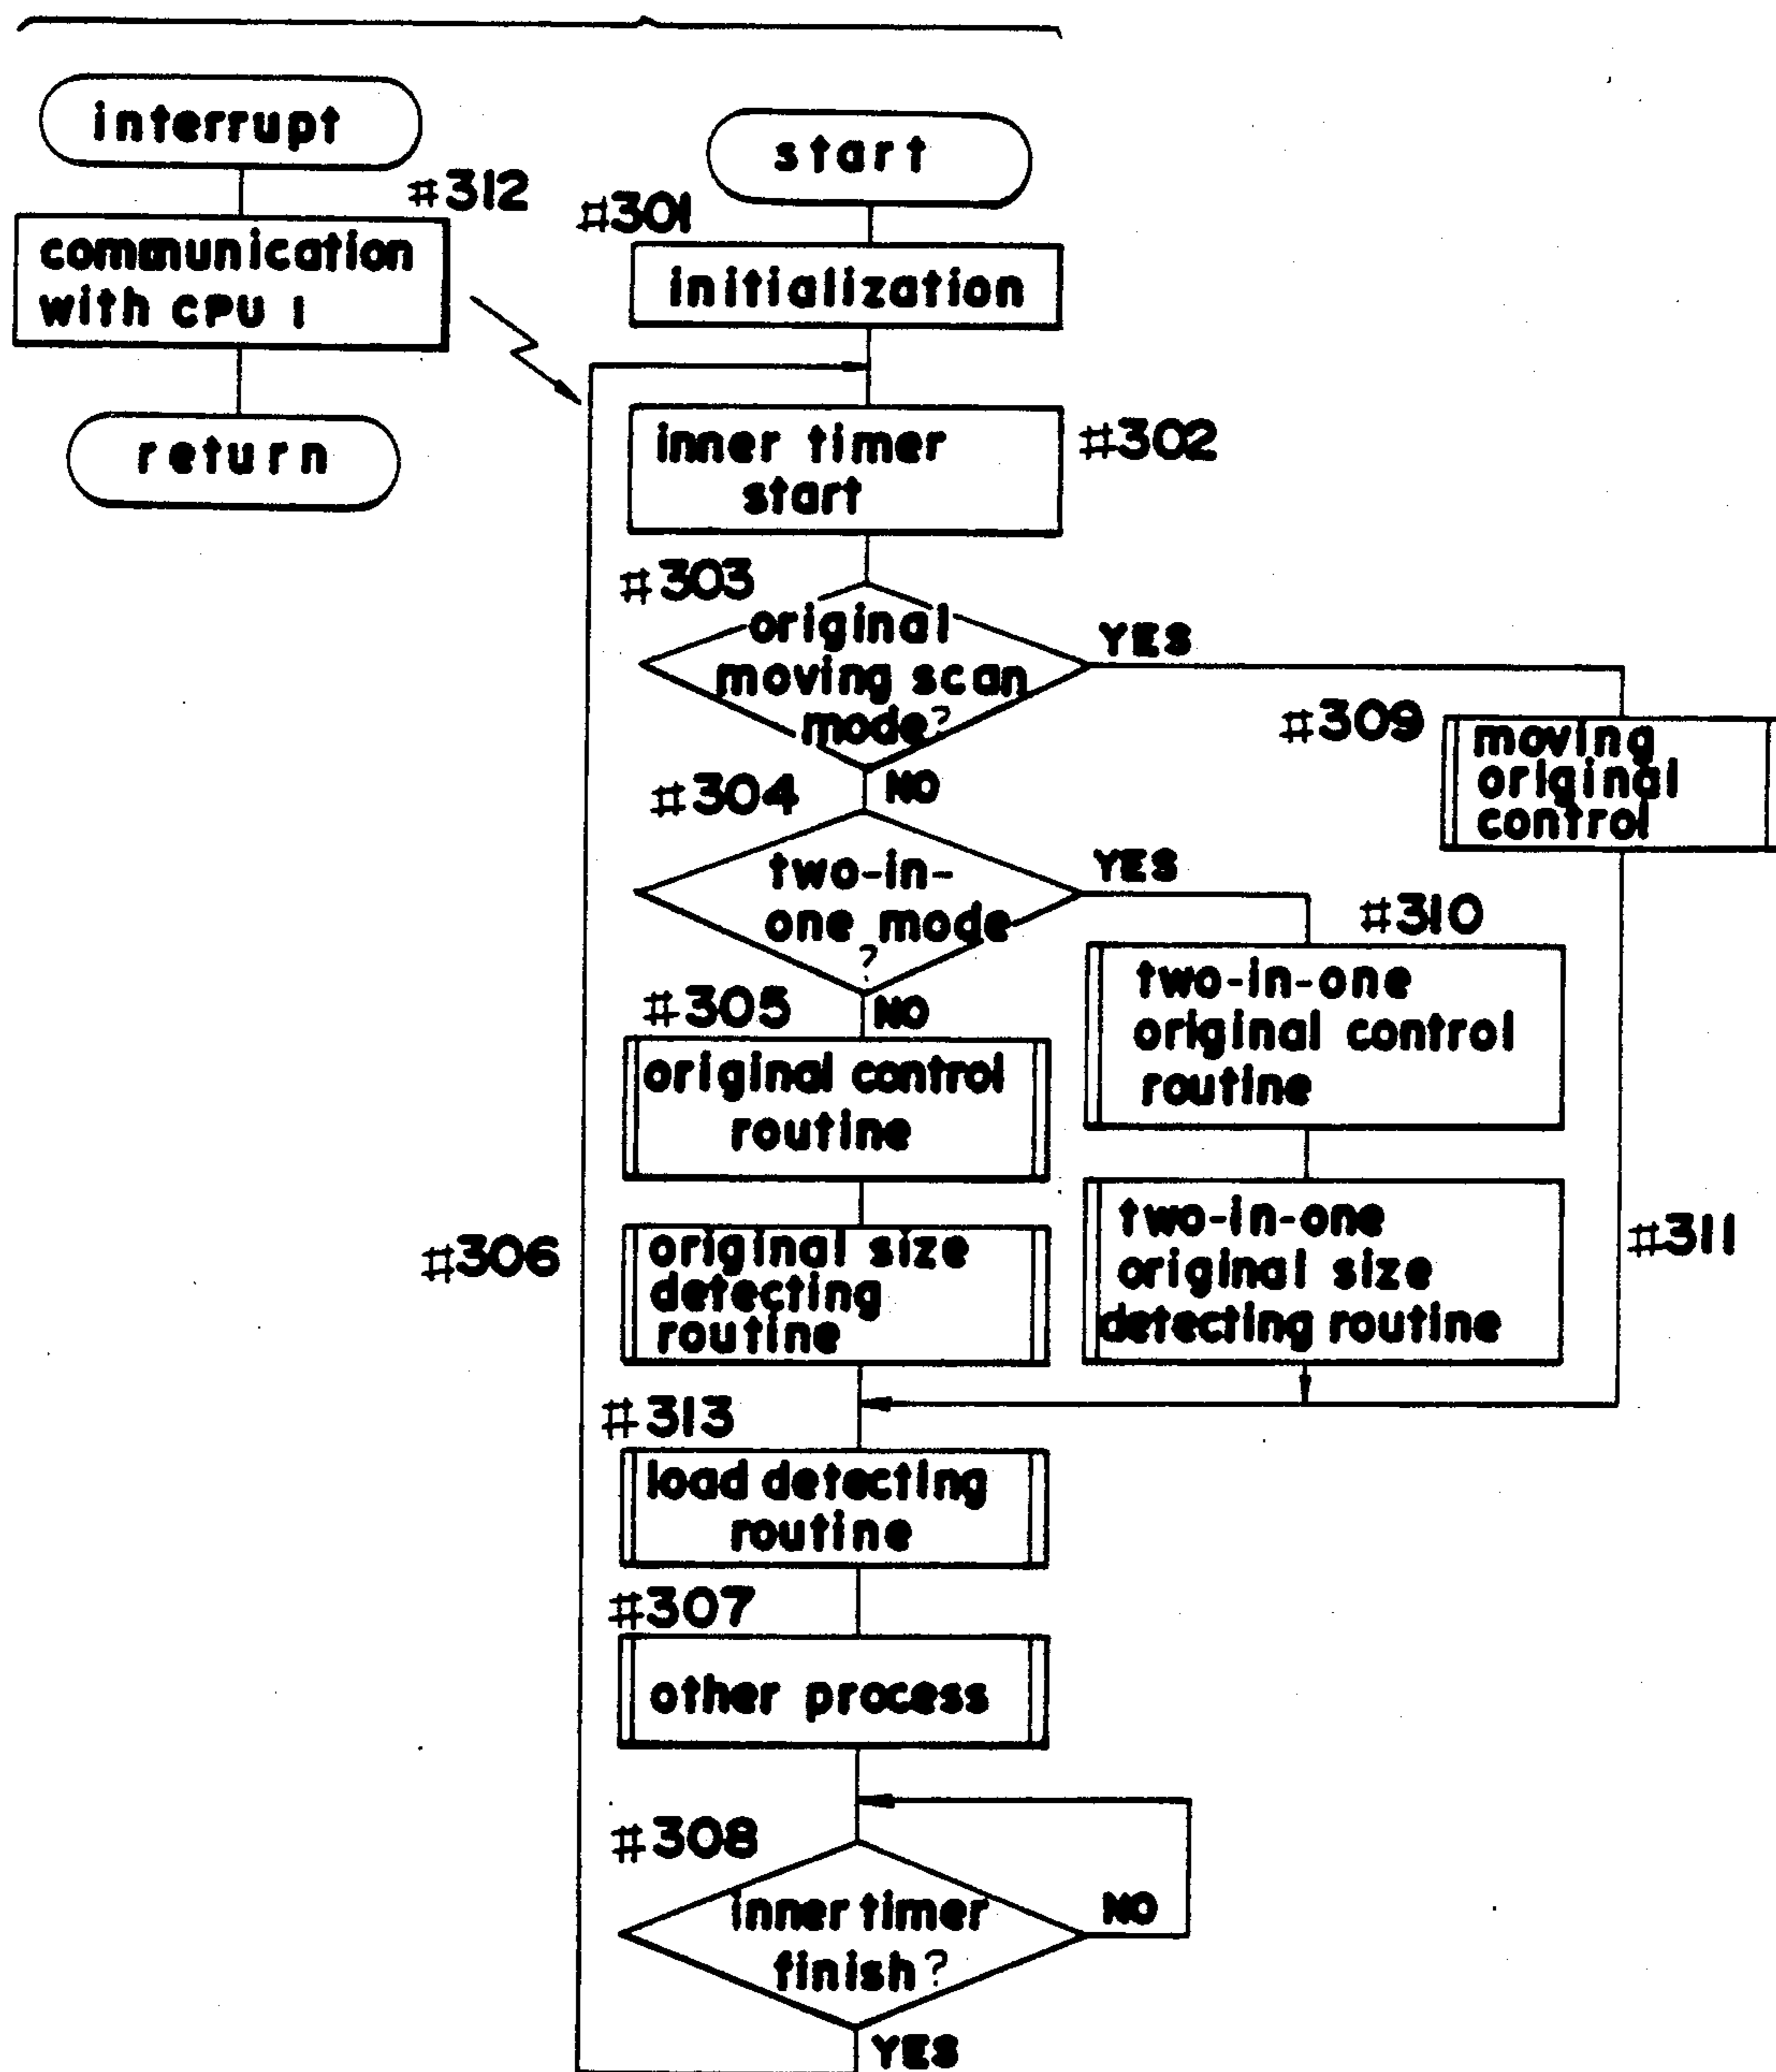 interrupt
#312
communication
with CPU 1
return
start
#301
initialization
inner timer
start
#302
#303
original
moving scan
mode?
YES
NO
#309
moving
original
control
#304
two-in-
one mode
?
YES
NO
#310
two-in-one
original control
routine
#305
original control
routine
#306
original size
detecting
routine
two-in-one
original size
detecting routine
#311
#313
load detecting
routine
#307
other process
#308
inner timer
finish?
NO
YES